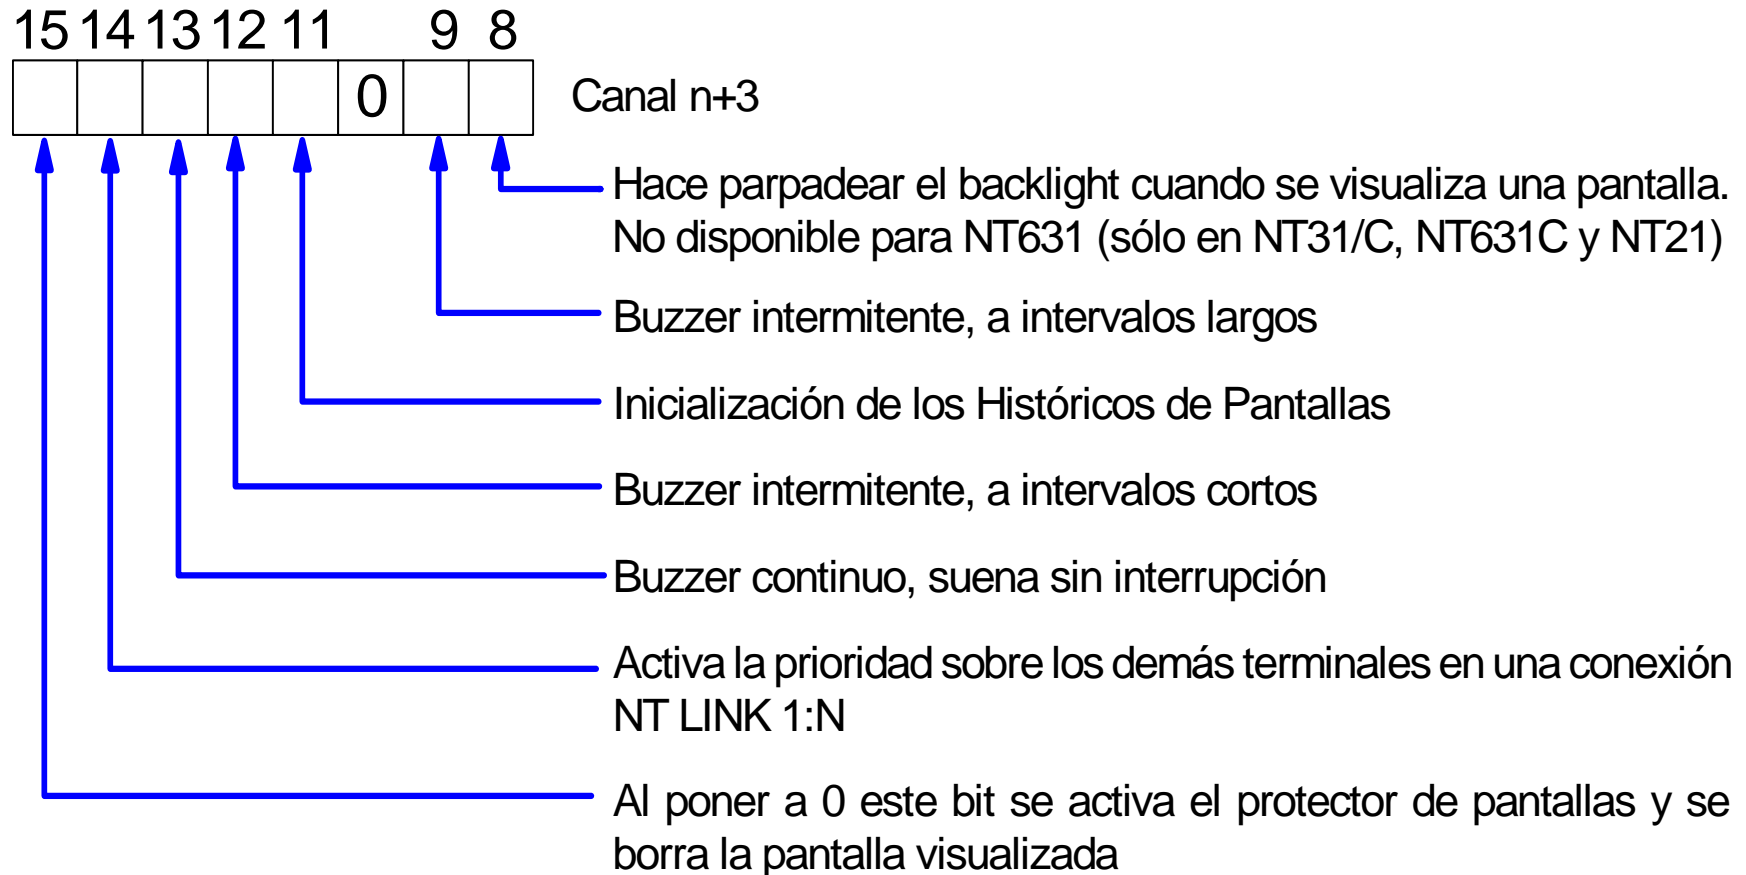 15 14 13 12 11 9 8
0
Canal n+3
Hace parpadear el backlight cuando se visualiza una pantalla.
No disponible para NT631 (sólo en NT31/C, NT631C y NT21)
Buzzer intermitente, a intervalos largos
Inicialización de los Históricos de Pantallas
Buzzer intermitente, a intervalos cortos
Buzzer continuo, suena sin interrupción
Activa la prioridad sobre los demás terminales en una conexión
NT LINK 1:N
Al poner a 0 este bit se activa el protector de pantallas y se
borra la pantalla visualizada